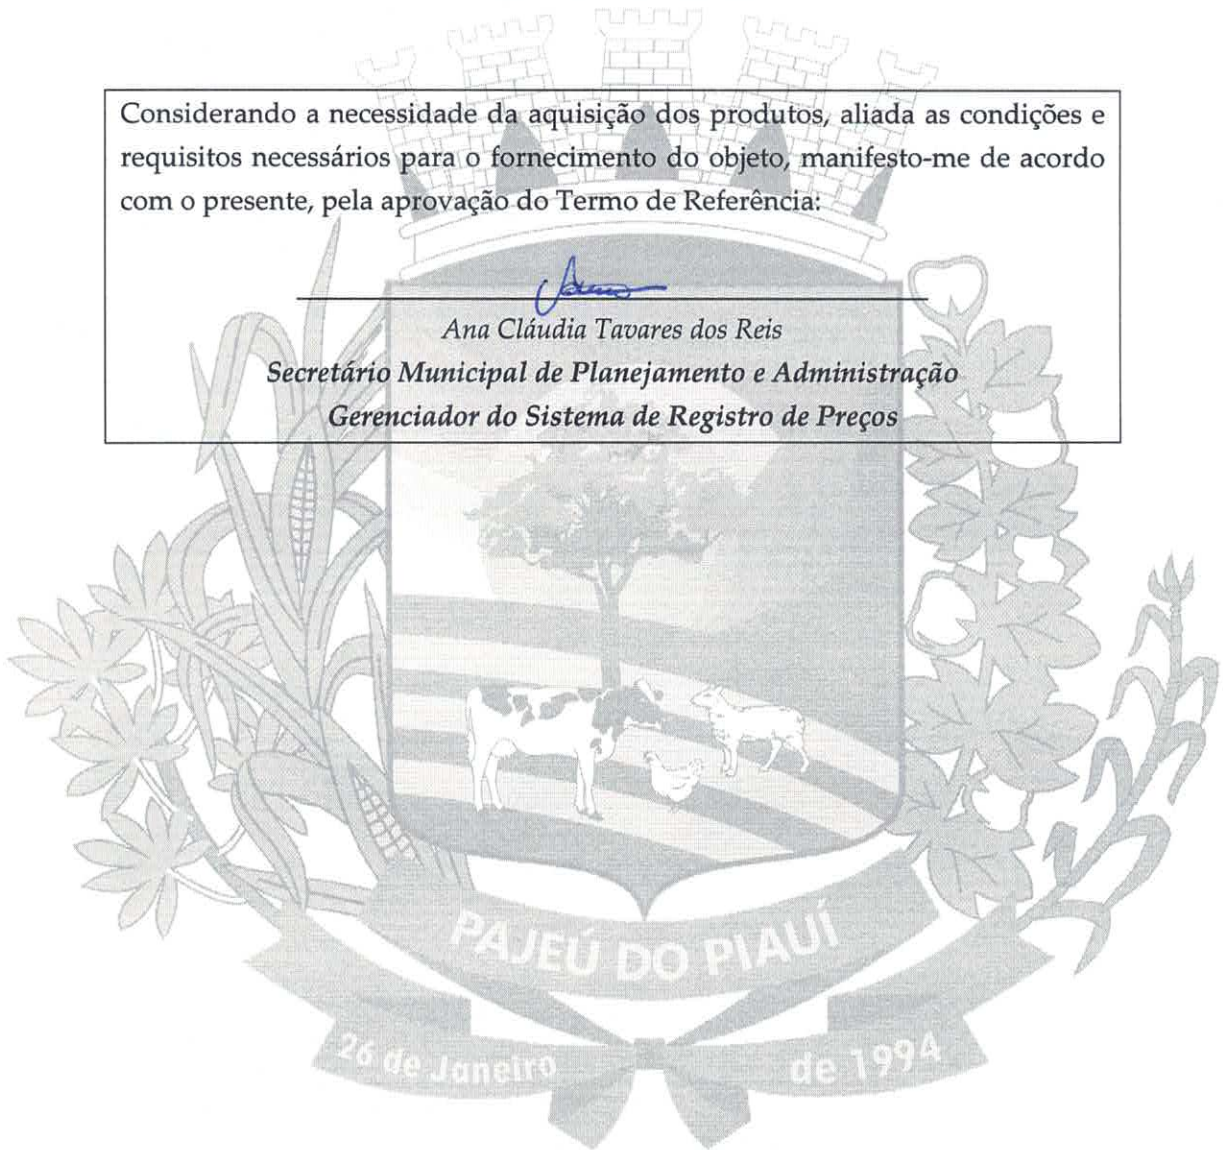 Considerando a necessidade da aquisição dos produtos, aliada as condições e
requisitos necessários para o fornecimento do objeto, manifesto-me de acordo
com o presente, pela aprovação do Termo de Referência:
Ana Cláudia Tavares dos Reis
Secretário Municipal de Planejamento e Administração
Gerenciador do Sistema de Registro de Preços
PAJEÚ DO PIAUÍ
26 de Janeiro de 1994